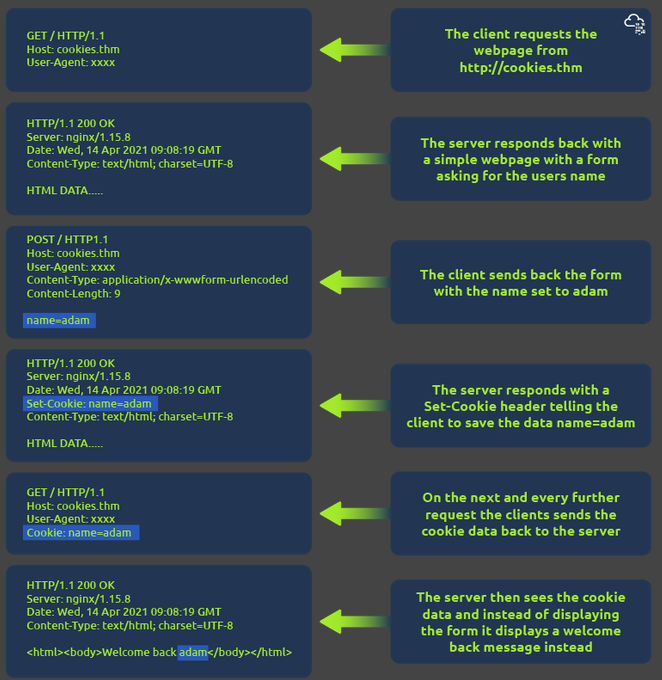 GET / HTTP/1.1
Host: cookies.thm
User-Agent: xxxx
The client requests the
webpage from
http://cookies.thm
HTTP/1.1 200 OK
Server: nginx/1.15.8
Date: Wed, 14 Apr 2021 09:08:19 GMT
Content-Type: text/html; charset=UTF-8
HTML DATA.....
The server responds back with
a simple webpage with a form
asking for the users name
POST / HTTP1.1
Host: cookies.thm
User-Agent: xxxx
Content-Type: application/x-wwwform-urlencoded
Content-Length: 9
name=adam
The client sends back the form
with the name set to adam
HTTP/1.1 200 OK
Server: nginx/1.15.8
Date: Wed, 14 Apr 2021 09:08:19 GMT
Set-Cookie: name=adam
Content-Type: text/html; charset=UTF-8
HTML DATA.....
The server responds with a
Set-Cookie header telling the
client to save the data name=adam
GET / HTTP/1.1
Host: cookies.thm
User-Agent: xxxx
Cookie: name=adam
On the next and every further
request the clients sends the
cookie data back to the server
HTTP/1.1 200 OK
Server: nginx/1.15.8
Date: Wed, 14 Apr 2021 09:08:19 GMT
Content-Type: text/html; charset=UTF-8
<html><body>Welcome back adam</body></html>
The server then sees the cookie
data and instead of displaying
the form it displays a welcome
back message instead